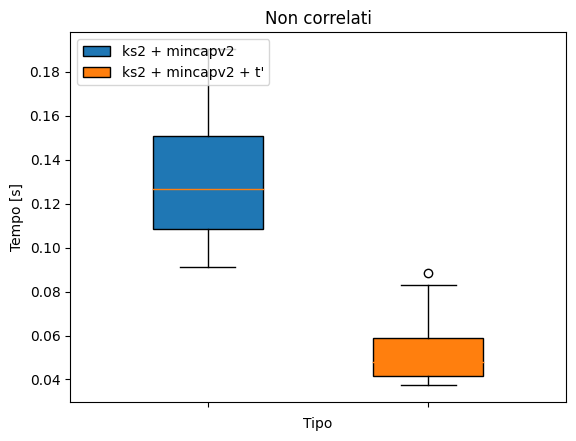 Non correlati
ks2 + mincapv2
ks2 + mincapv2 + t'
0.18
0.16
0.14
0.12
0.10
0.08
0.06
0.04
Tempo [s]
Tipo